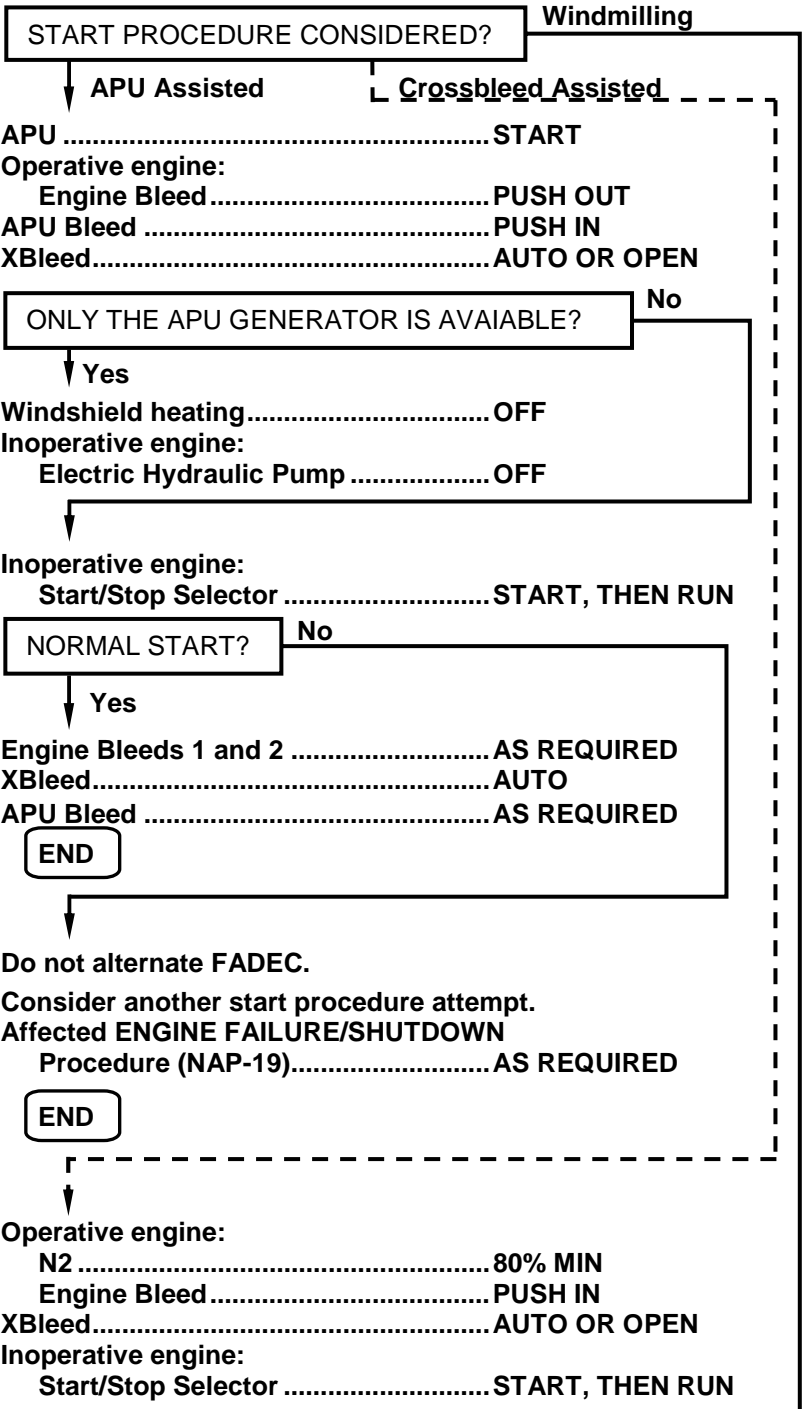 Windmilling
START PROCEDURE CONSIDERED?
APU Assisted Crossbleed Assisted
APU ........................................................... START
Operative engine:
Engine Bleed ...................................... PUSH OUT
APU Bleed ............................................... PUSH IN
XBleed ...................................................... AUTO OR OPEN
No
ONLY THE APU GENERATOR IS AVAIABLE?
Yes
Windshield heating ................................. OFF
Inoperative engine:
Electric Hydraulic Pump ................... OFF
Inoperative engine:
Start/Stop Selector ............................ START, THEN RUN
No
NORMAL START?
Yes
Engine Bleeds 1 and 2 ........................... AS REQUIRED
XBleed ...................................................... AUTO
APU Bleed ............................................... AS REQUIRED
END
Do not alternate FADEC.
Consider another start procedure attempt.
Affected ENGINE FAILURE/SHUTDOWN
Procedure (NAP-19) ........................... AS REQUIRED
END
Operative engine:
N2 ........................................................ 80% MIN
Engine Bleed ...................................... PUSH IN
XBleed ...................................................... AUTO OR OPEN
Inoperative engine:
Start/Stop Selector ............................ START, THEN RUN